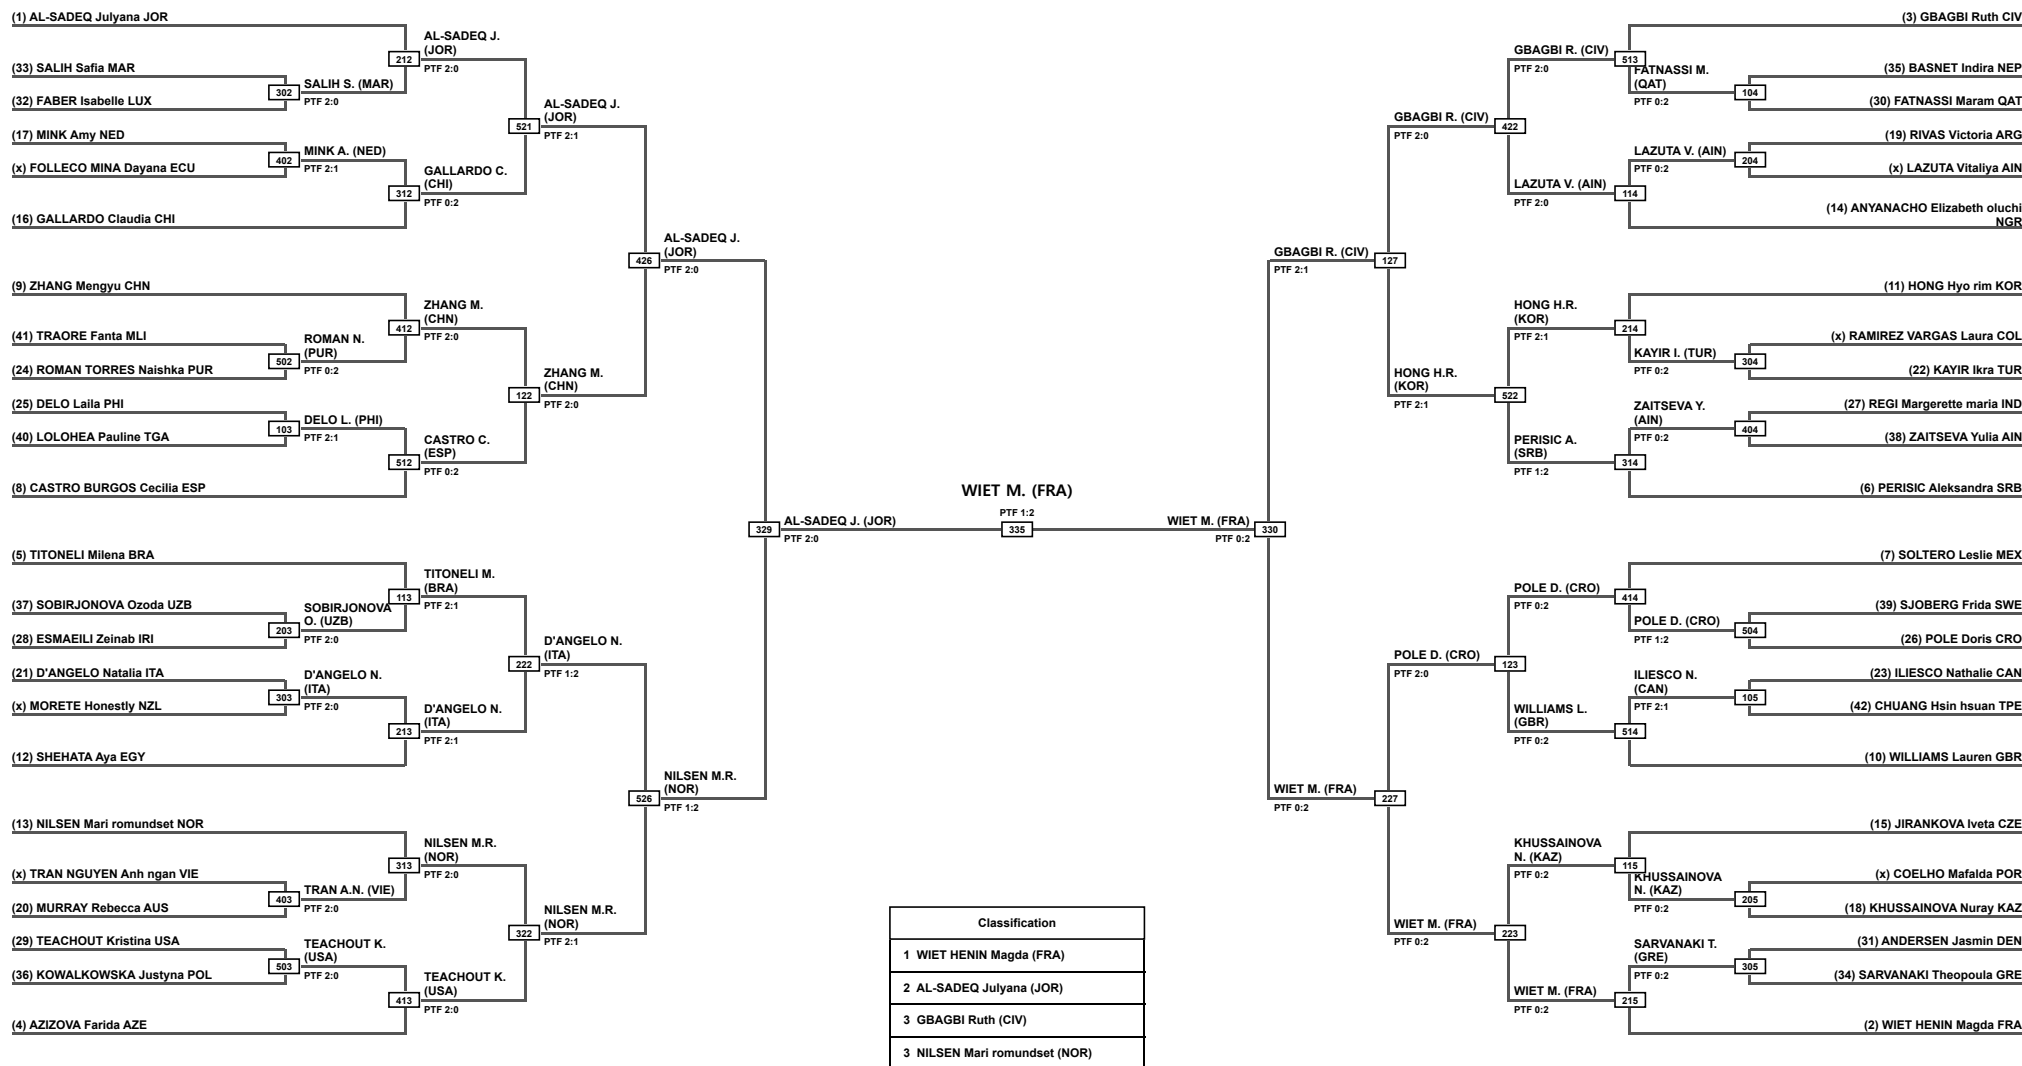 (1) AL-SADEQ Julyana JOR
(33) SALIH Safia MAR
(32) FABER Isabelle LUX
(17) MINK Amy NED
(x) FOLLECO MINA Dayana ECU
(16) GALLARDO Claudia CHI
(9) ZHANG Mengyu CHN
(41) TRAORE Fanta MLI
(24) ROMAN TORRES Naishka PUR
(25) DELO Laila PHI
(40) LOLOHEA Pauline TGA
(8) CASTRO BURGOS Cecilia ESP
(5) TITONELI Milena BRA
(37) SOBIRJONOVA Ozoda UZB
(28) ESMAEILI Zeinab IRI
(21) D'ANGELO Natalia ITA
(x) MORETE Honestly NZL
(12) SHEHATA Aya EGY
(13) NILSEN Mari romundset NOR
(x) TRAN NGUYEN Anh ngan VIE
(20) MURRAY Rebecca AUS
(29) TEACHOUT Kristina USA
(36) KOWALKOWSKA Justyna POL
(4) AZIZOVA Farida AZE
302
SALIH S. (MAR)
PTF 2:0
402
MINK A. (NED)
PTF 2:1
502
ROMAN N.
(PUR)
PTF 0:2
103
DELO L. (PHI)
PTF 2:1
203
SOBIRJONOVA
O. (UZB)
PTF 2:0
303
D'ANGELO N.
(ITA)
PTF 2:0
403
TRAN A.N. (VIE)
PTF 2:0
503
TEACHOUT K.
(USA)
PTF 2:0
212
AL-SADEQ J.
(JOR)
PTF 2:0
312
GALLARDO C.
(CHI)
PTF 0:2
412
ZHANG M.
(CHN)
PTF 2:0
512
CASTRO C.
(ESP)
PTF 0:2
113
TITONELI M.
(BRA)
PTF 2:1
213
D'ANGELO N.
(ITA)
PTF 2:1
313
NILSEN M.R.
(NOR)
PTF 2:0
413
TEACHOUT K.
(USA)
PTF 2:0
521
AL-SADEQ J.
(JOR)
PTF 2:1
122
ZHANG M.
(CHN)
PTF 2:0
222
D'ANGELO N.
(ITA)
PTF 1:2
322
NILSEN M.R.
(NOR)
PTF 2:1
426
AL-SADEQ J.
(JOR)
PTF 2:0
526
NILSEN M.R.
(NOR)
PTF 1:2
329
AL-SADEQ J. (JOR)
PTF 2:0
WIET M. (FRA)
PTF 1:2
335
WIET M. (FRA)
330
PTF 0:2
GBAGBI R. (CIV)
127
PTF 2:1
WIET M. (FRA)
227
PTF 0:2
GBAGBI R. (CIV)
422
PTF 2:0
HONG H.R.
(KOR)
522
PTF 2:1
POLE D. (CRO)
123
PTF 2:0
WIET M. (FRA)
223
PTF 0:2
GBAGBI R. (CIV)
513
PTF 2:0
LAZUTA V. (AIN)
114
PTF 2:0
HONG H.R.
(KOR)
214
PTF 2:1
PERISIC A.
(SRB)
314
PTF 1:2
POLE D. (CRO)
414
PTF 0:2
WILLIAMS L.
(GBR)
514
PTF 0:2
KHUSSAINOVA
N. (KAZ)
115
PTF 0:2
WIET M. (FRA)
215
PTF 0:2
FATNASSI M.
(QAT)
104
PTF 0:2
LAZUTA V. (AIN)
204
PTF 0:2
KAYIR I. (TUR)
304
PTF 0:2
ZAITSEVA Y.
(AIN)
404
PTF 0:2
POLE D. (CRO)
504
PTF 1:2
ILIESCO N.
(CAN)
105
PTF 2:1
KHUSSAINOVA
N. (KAZ)
205
PTF 0:2
SARVANAKI T.
(GRE)
305
PTF 0:2
(3) GBAGBI Ruth CIV
(35) BASNET Indira NEP
(30) FATNASSI Maram QAT
(19) RIVAS Victoria ARG
(x) LAZUTA Vitaliya AIN
(14) ANYANACHO Elizabeth oluchi
NGR
(11) HONG Hyo rim KOR
(x) RAMIREZ VARGAS Laura COL
(22) KAYIR Ikra TUR
(27) REGI Margerette maria IND
(38) ZAITSEVA Yulia AIN
(6) PERISIC Aleksandra SRB
(7) SOLTERO Leslie MEX
(39) SJOBERG Frida SWE
(26) POLE Doris CRO
(23) ILIESCO Nathalie CAN
(42) CHUANG Hsin hsuan TPE
(10) WILLIAMS Lauren GBR
(15) JIRANKOVA Iveta CZE
(x) COELHO Mafalda POR
(18) KHUSSAINOVA Nuray KAZ
(31) ANDERSEN Jasmin DEN
(34) SARVANAKI Theopoula GRE
(2) WIET HENIN Magda FRA
Classification
1 WIET HENIN Magda (FRA)
2 AL-SADEQ Julyana (JOR)
3 GBAGBI Ruth (CIV)
3 NILSEN Mari romundset (NOR)